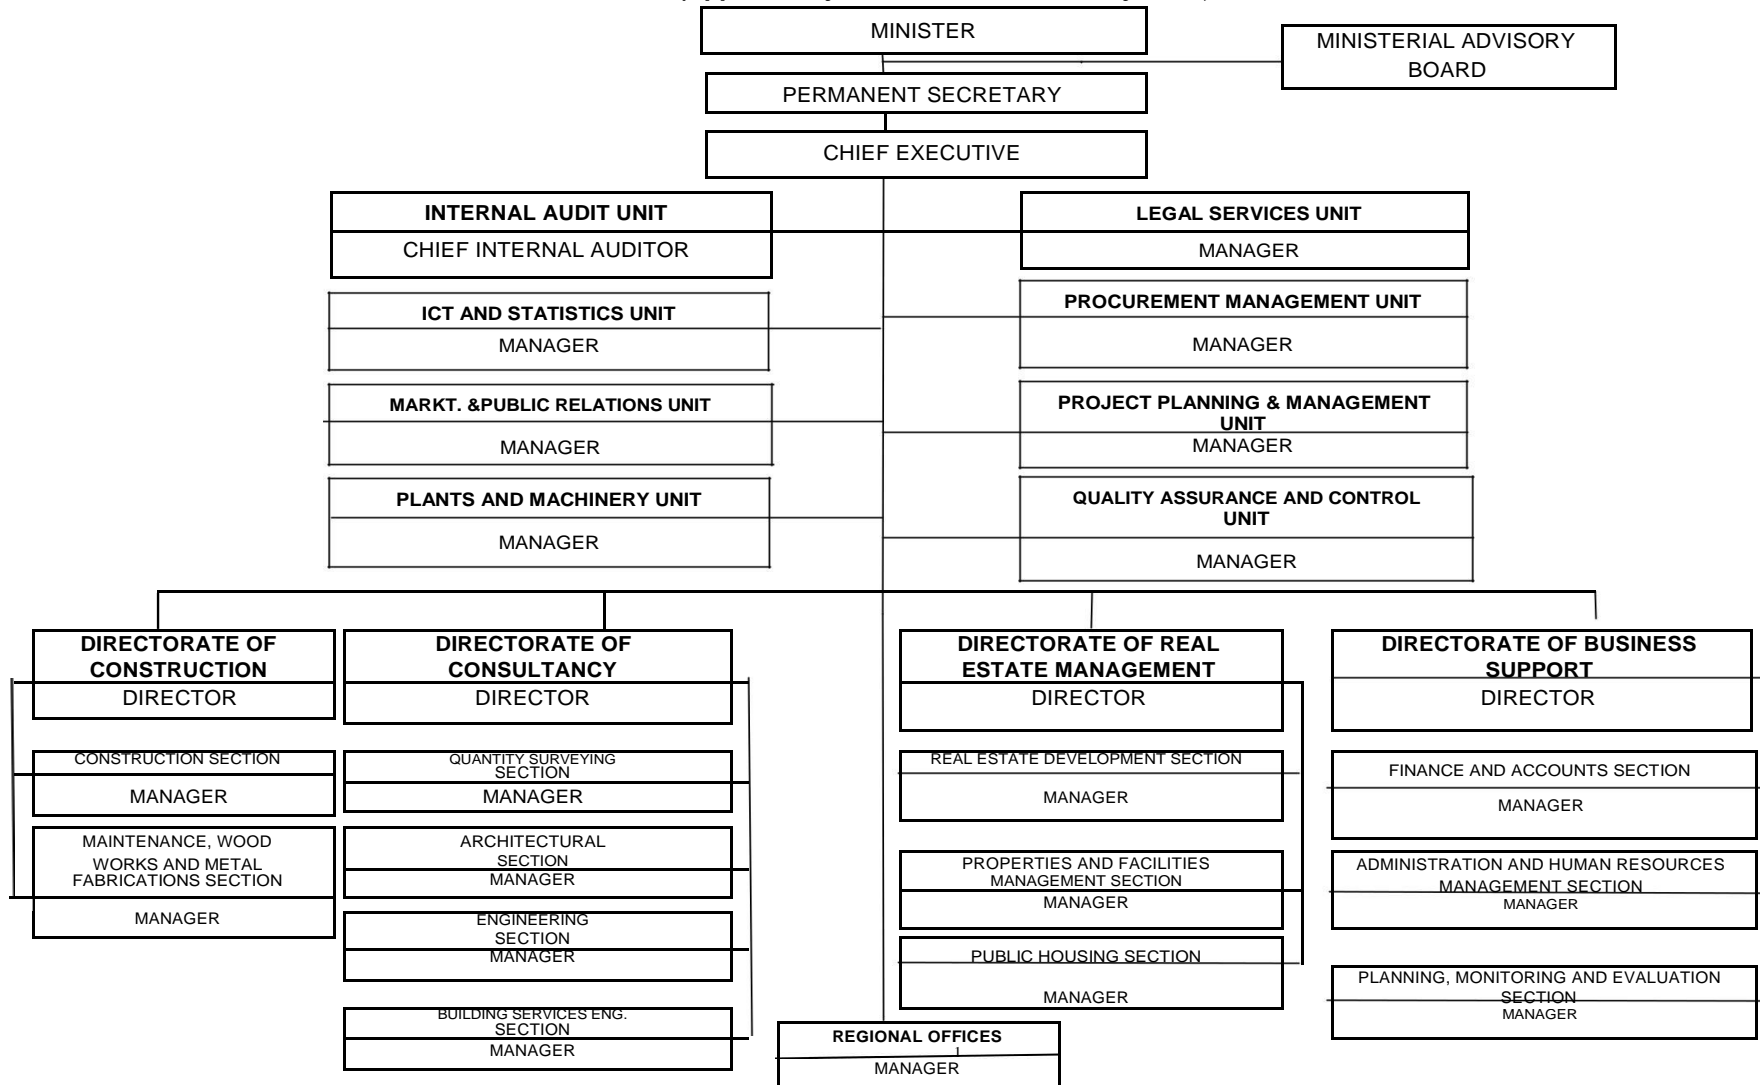 MINISTER
MINISTERIAL ADVISORY
BOARD
PERMANENT SECRETARY
CHIEF EXECUTIVE
INTERNAL AUDIT UNIT
CHIEF INTERNAL AUDITOR
LEGAL SERVICES UNIT
MANAGER
ICT AND STATISTICS UNIT
MANAGER
PROCUREMENT MANAGEMENT UNIT
MANAGER
MARKT. &PUBLIC RELATIONS UNIT
MANAGER
PROJECT PLANNING & MANAGEMENT
UNIT
MANAGER
PLANTS AND MACHINERY UNIT
MANAGER
QUALITY ASSURANCE AND CONTROL
UNIT
MANAGER
DIRECTORATE OF
CONSTRUCTION
DIRECTOR
CONSTRUCTION SECTION
MANAGER
MAINTENANCE, WOOD
WORKS AND METAL
FABRICATIONS SECTION
MANAGER
DIRECTORATE OF
CONSULTANCY
DIRECTOR
QUANTITY SURVEYING
SECTION
MANAGER
ARCHITECTURAL
SECTION
MANAGER
ENGINEERING
SECTION
MANAGER
BUILDING SERVICES ENG.
SECTION
MANAGER
DIRECTORATE OF REAL
ESTATE MANAGEMENT
DIRECTOR
REAL ESTATE DEVELOPMENT SECTION
MANAGER
PROPERTIES AND FACILITIES
MANAGEMENT SECTION
MANAGER
PUBLIC HOUSING SECTION
MANAGER
DIRECTORATE OF BUSINESS
SUPPORT
DIRECTOR
FINANCE AND ACCOUNTS SECTION
MANAGER
ADMINISTRATION AND HUMAN RESOURCES
MANAGEMENT SECTION
MANAGER
PLANNING, MONITORING AND EVALUATION
SECTION
MANAGER
REGIONAL OFFICES
1
MANAGER